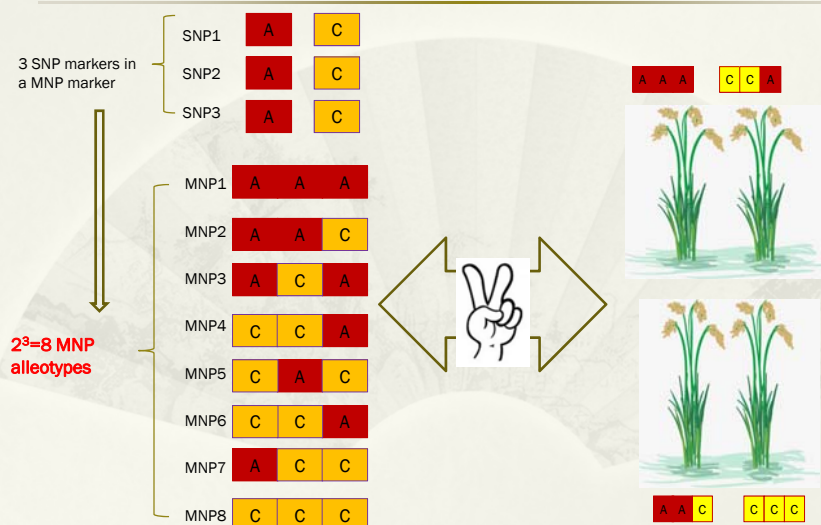 SNP1 A C
3 SNP markers in
a MNP marker
SNP2 A C
SNP3 A C
MNP1 A A A
MNP2 A A C
MNP3 A C A
MNP4 C C A
2³=8 MNP
alleotypes
MNP5 C A C
MNP6 C C A
MNP7 A C C
MNP8 C C C
A A A C C A
A A C C C C